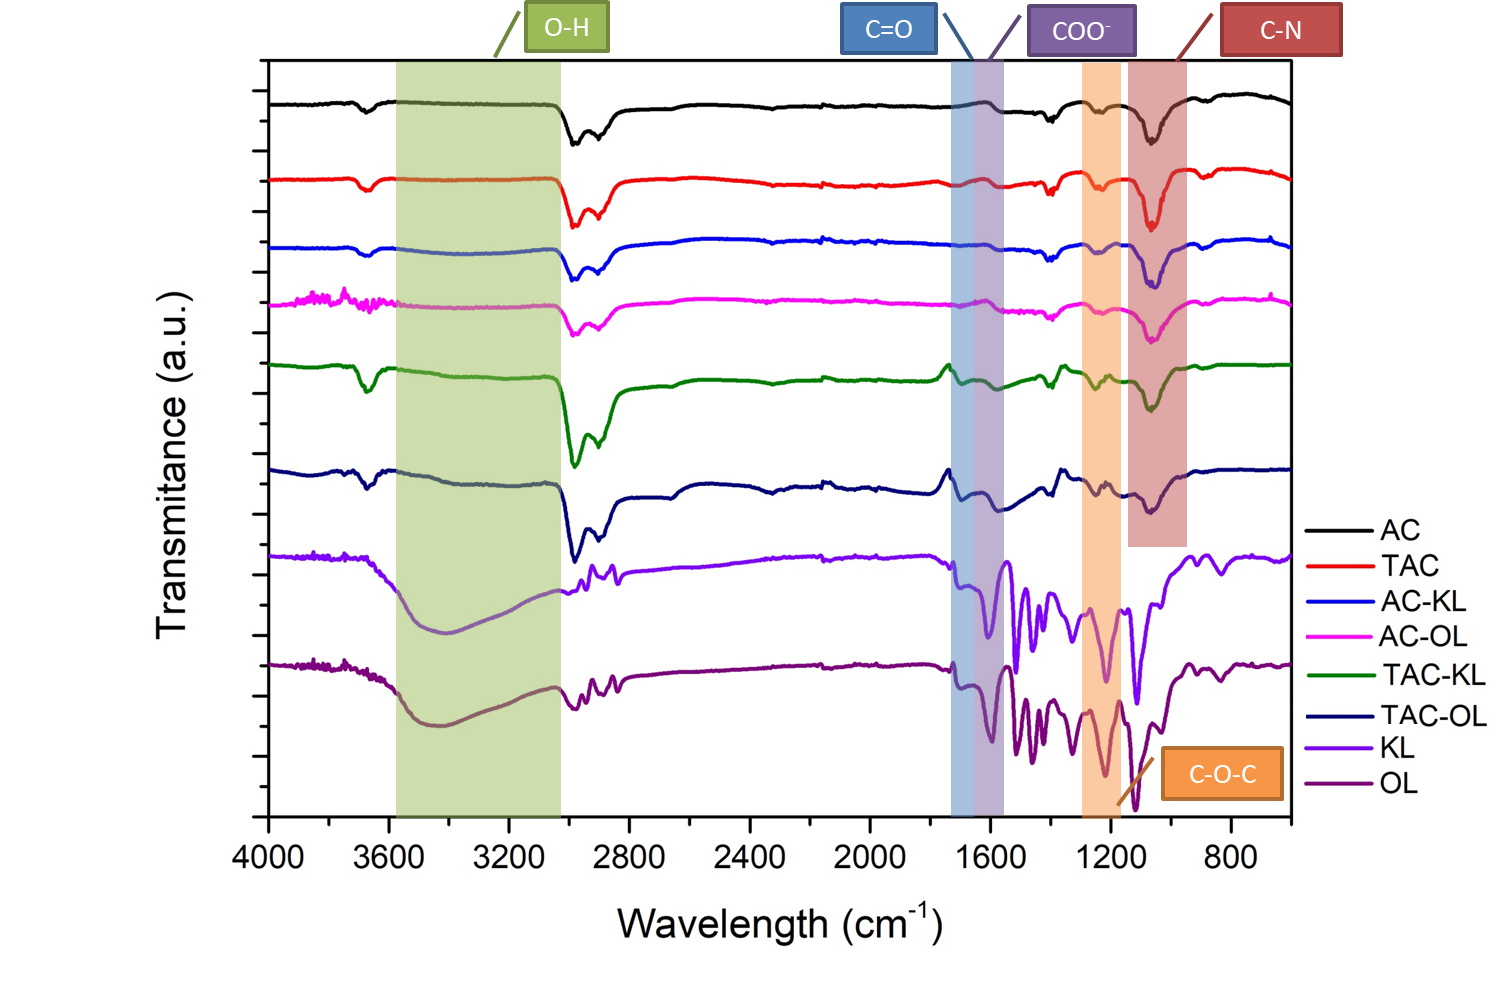 O-H
C=O
COO⁻
C-N
Transmitance (a.u.)
AC
TAC
AC-KL
AC-OL
TAC-KL
TAC-OL
KL
OL
C-O-C
4000 3600 3200 2800 2400 2000 1600 1200 800
Wavelength (cm⁻¹)